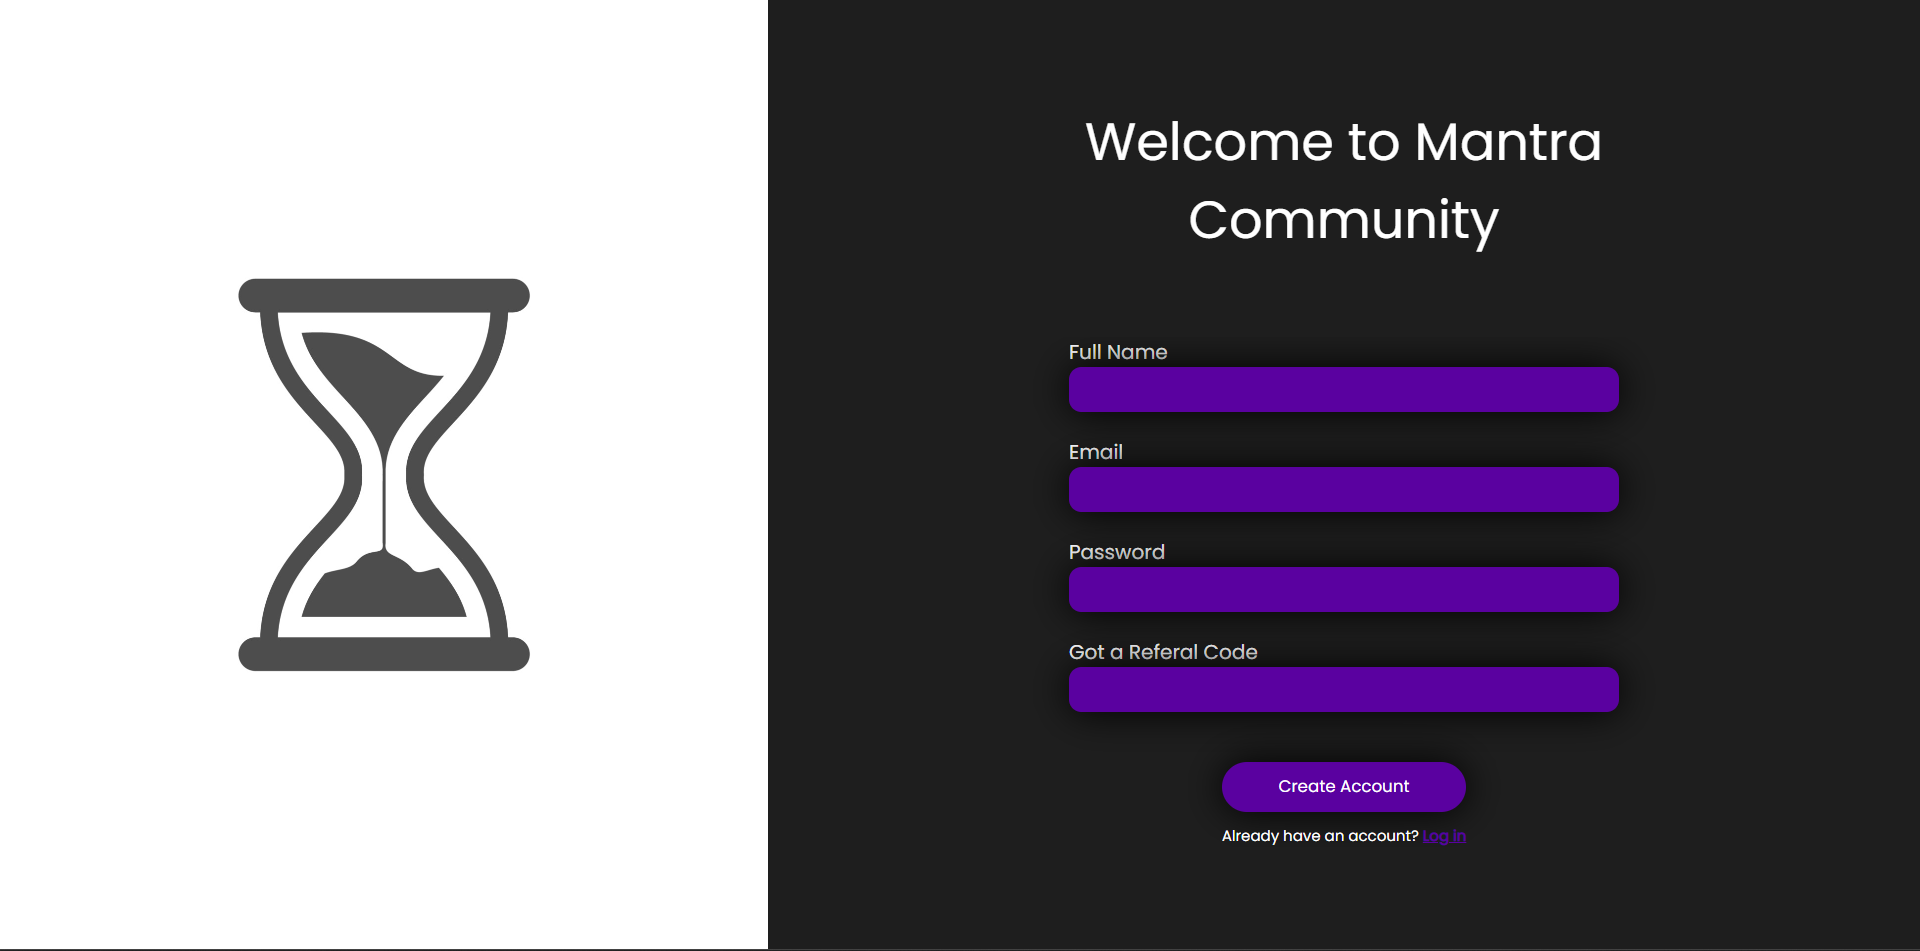 Welcome to Mantra
Community
Full Name
Email
Password
Got a Referal Code
Create Account
Already have an account? Log in